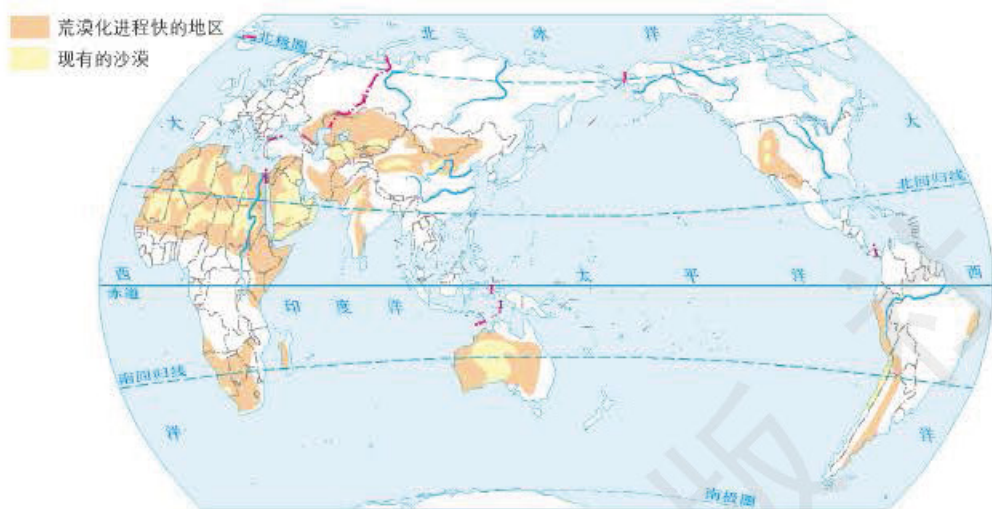 荒漠化进程快的地区
现有的沙漠
北极圈
北 冰 洋
大
大
北回归线
西
太 平 洋
西
赤道
印 度 洋
南回归线
洋
洋
南极圈
版社